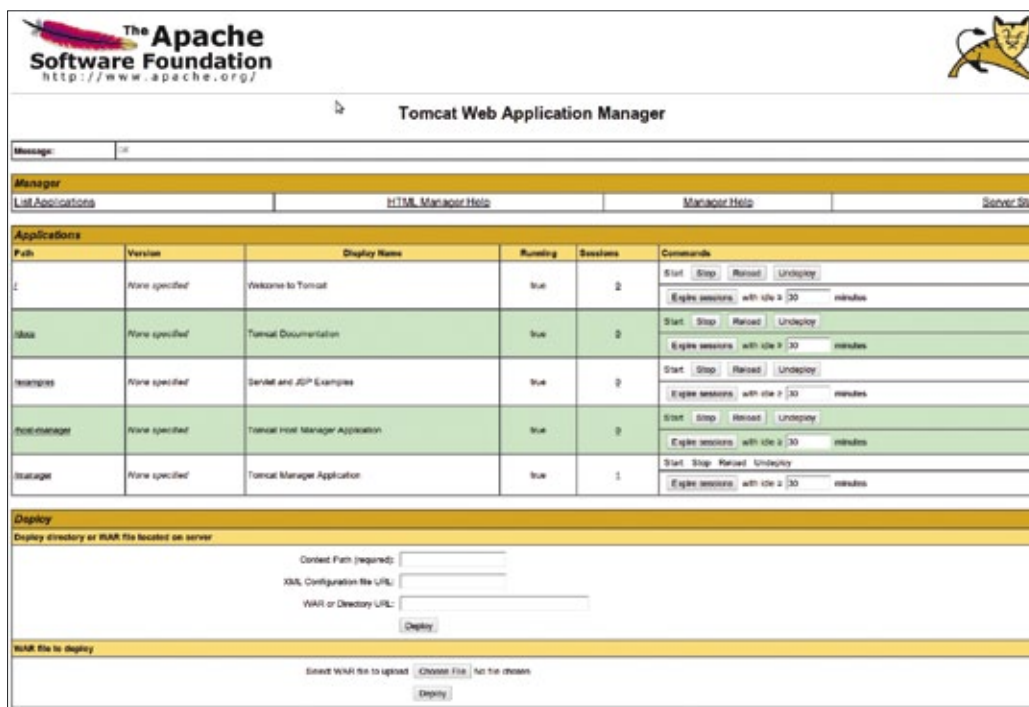 The Apache
Software Foundation
http://www.apache.org/
Tomcat Web Application Manager
Message: OK
Manager
List Applications HTML Manager Help Manager Help Server St
Applications
Path Version Display Name Running Sessions Commands
/ None specified Welcome to Tomcat true 0 Start Stop Reload Undeploy
Expire sessions with idle ≥ 30 minutes
/docs None specified Tomcat Documentation true 0 Start Stop Reload Undeploy
Expire sessions with idle ≥ 30 minutes
/examples None specified Servlet and JSP Examples true 0 Start Stop Reload Undeploy
Expire sessions with idle ≥ 30 minutes
/host-manager None specified Tomcat Host Manager Application true 0 Start Stop Reload Undeploy
Expire sessions with idle ≥ 30 minutes
/manager None specified Tomcat Manager Application true 1 Start Stop Reload Undeploy
Expire sessions with idle ≥ 30 minutes
Deploy
Deploy directory or WAR file located on server
Context Path (required):
XML Configuration file URL:
WAR or Directory URL:
Deploy
WAR file to deploy
Select WAR file to upload Choose File No file chosen
Deploy